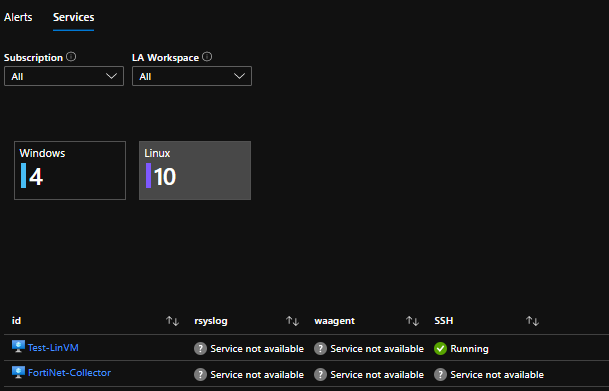 Alerts Services
Subscription LA Workspace
All All
Windows Linux
4 10
id rsyslog waagent SSH
Test-LinVM Service not available Service not available Running
FortiNet-Collector Service not available Service not available Service not available